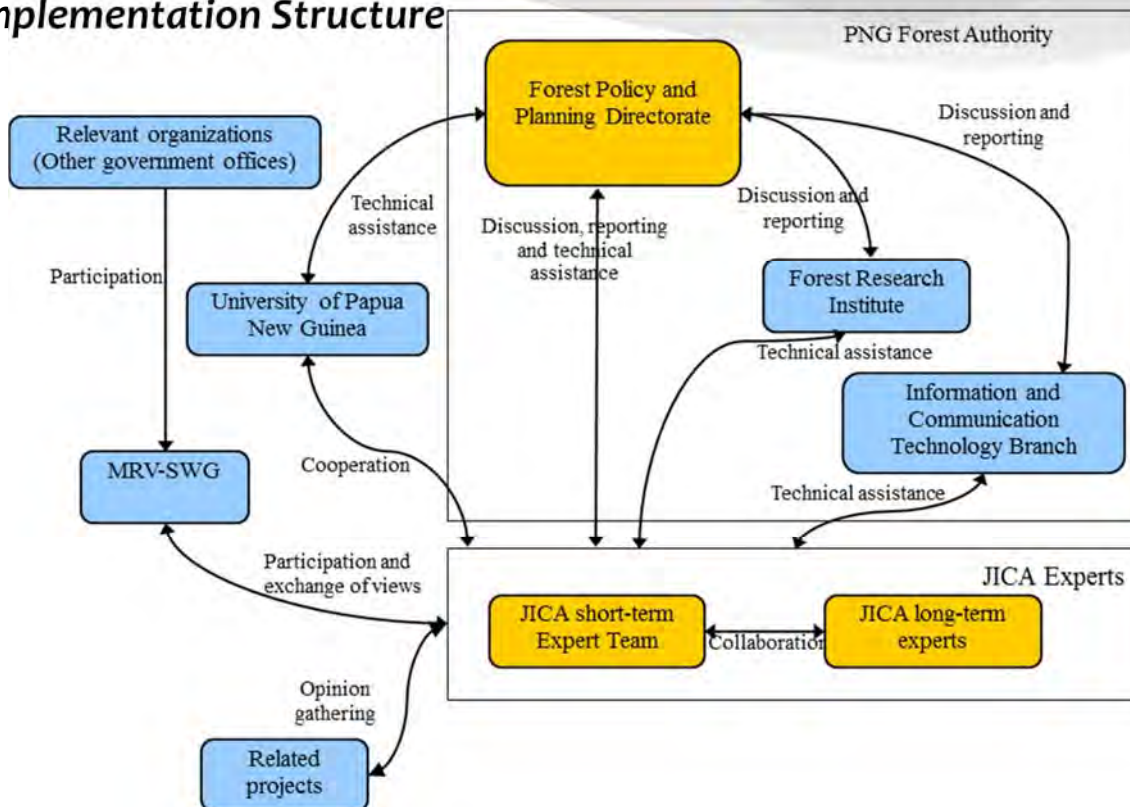 mplementation Structure
PNG Forest Authority
Forest Policy and
Planning Directorate
Relevant organizations
(Other government offices)
Discussion and
reporting
Technical
assistance
Discussion, reporting
and technical
assistance
Discussion and
reporting
Participation
University of Papua
New Guinea
Forest Research
Institute
Technical assistance
Information and
Communication
Technology Branch
MRV-SWG
Cooperation
Technical assistance
Participation and
exchange of views
JICA Experts
JICA short-term
Expert Team
Collaboration
JICA long-term
experts
Opinion
gathering
Related
projects